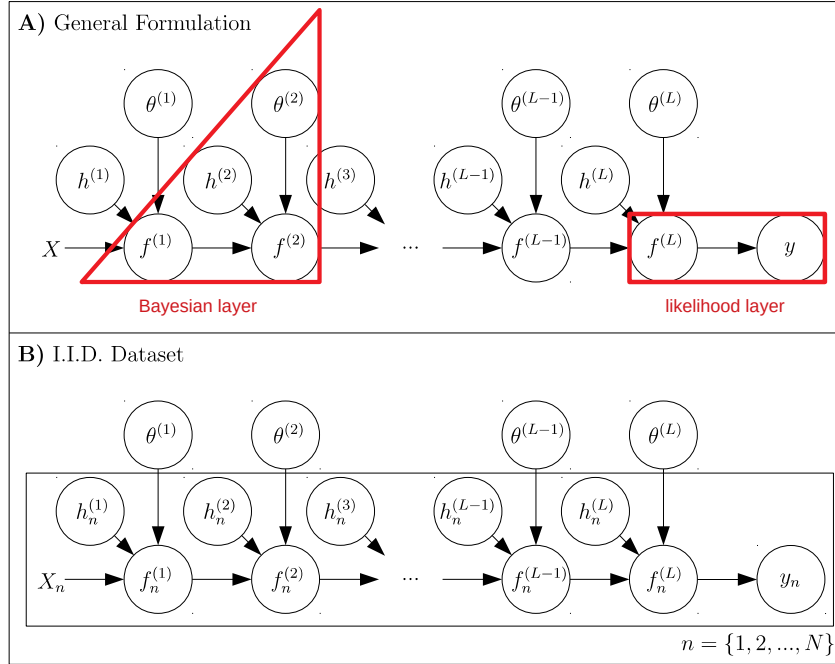 A) General Formulation
θ^(1) θ^(2) θ^(L−1) θ^(L)
h^(1) h^(2) h^(3) h^(L−1) h^(L)
X f^(1) f^(2) ... f^(L−1) f^(L) y
Bayesian layer likelihood layer
B) I.I.D. Dataset
θ^(1) θ^(2) θ^(L−1) θ^(L)
h_n^(1) h_n^(2) h_n^(3) h_n^(L−1) h_n^(L)
X_n f_n^(1) f_n^(2) ... f_n^(L−1) f_n^(L) y_n
n = {1, 2, ..., N}